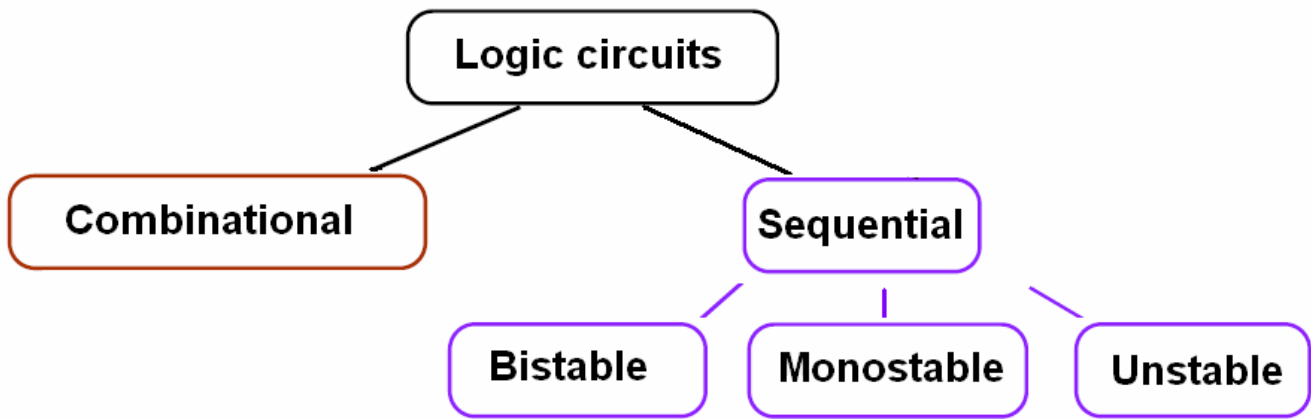 Logic circuits
Combinational
Sequential
Bistable
Monostable
Unstable